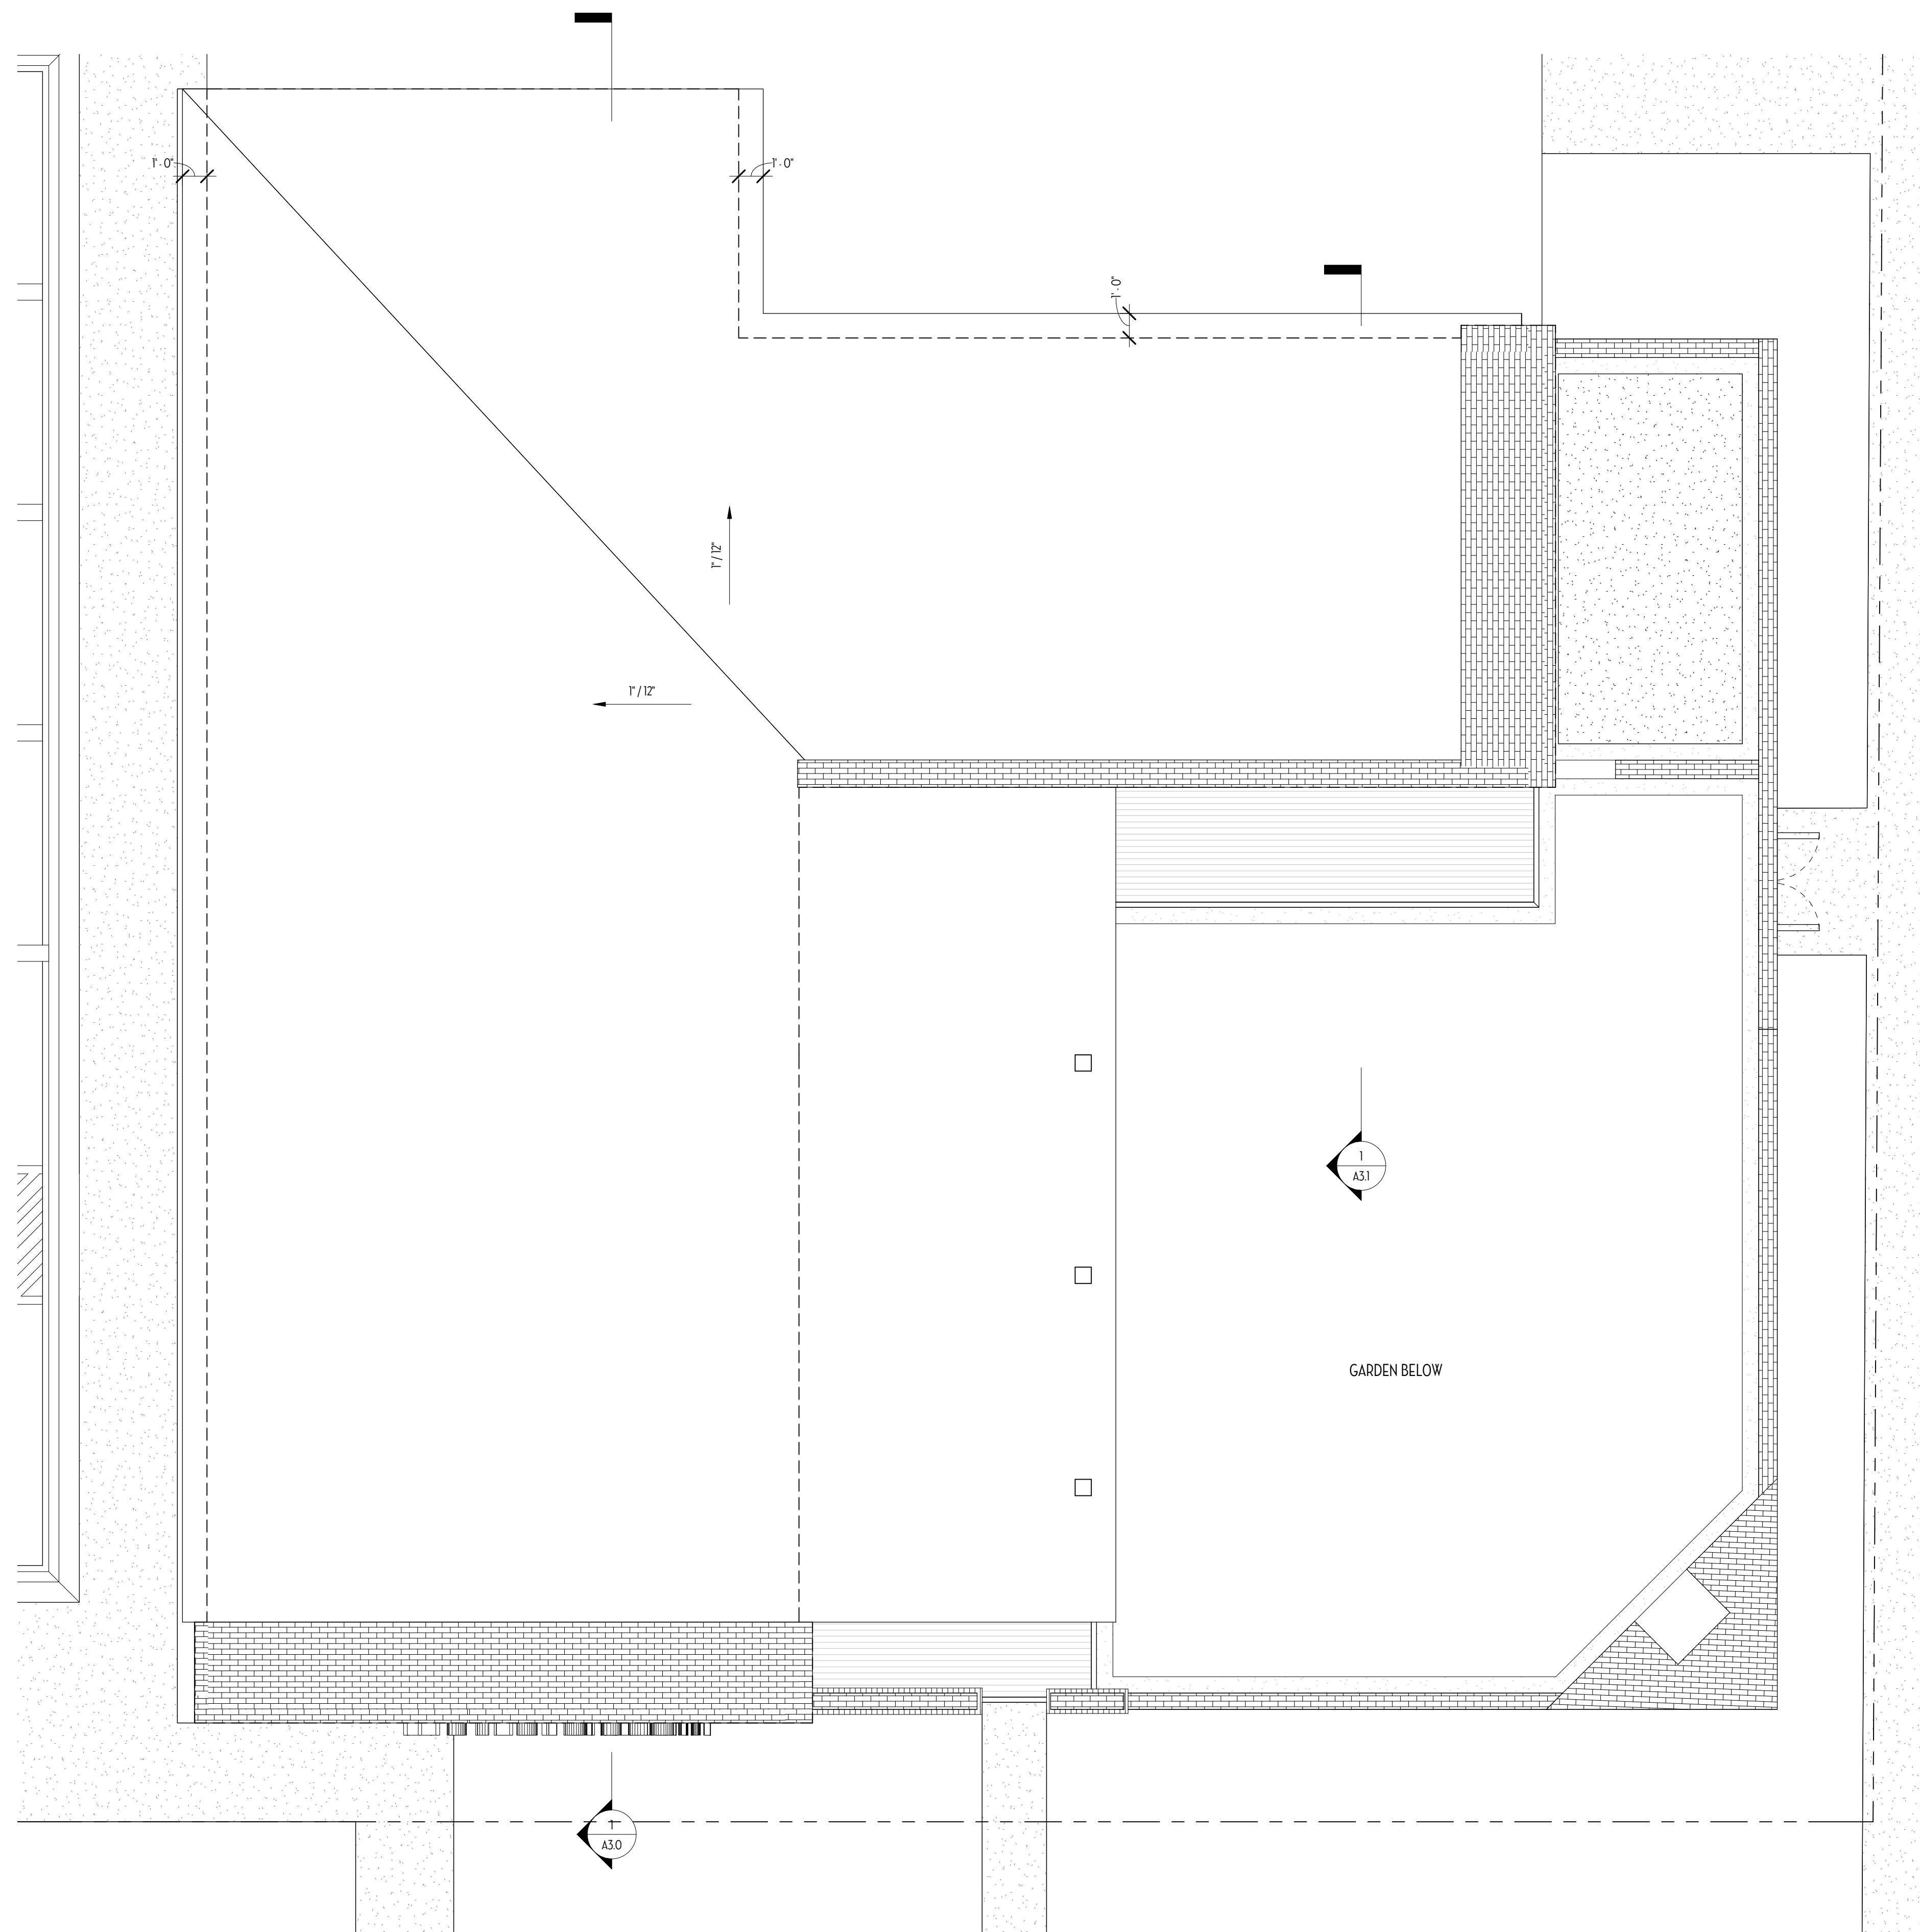 1' - 0"
1' - 0"
1' - 0"
1" / 12"
1" / 12"
1
A3.1
GARDEN BELOW
1
A3.0